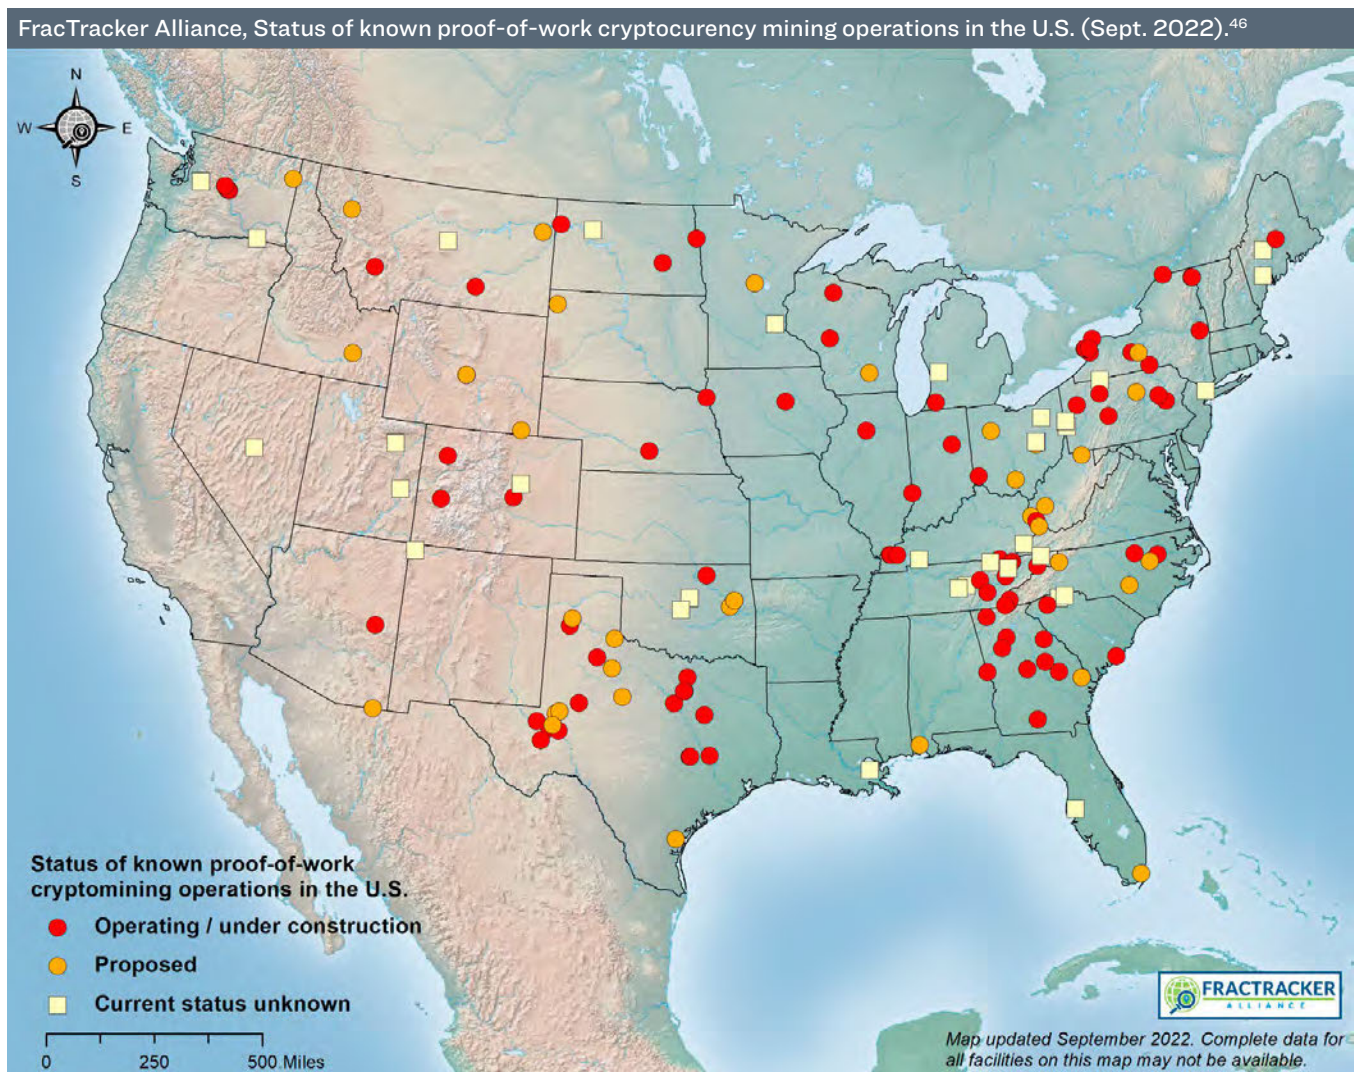 FracTracker Alliance, Status of known proof-of-work cryptocurency mining operations in the U.S. (Sept. 2022).⁴⁶
N
W E
S
Status of known proof-of-work
cryptomining operations in the U.S.
Operating / under construction
Proposed
Current status unknown
0 250 500 Miles
FRACTRACKER
ALLIANCE
Map updated September 2022. Complete data for
all facilities on this map may not be available.